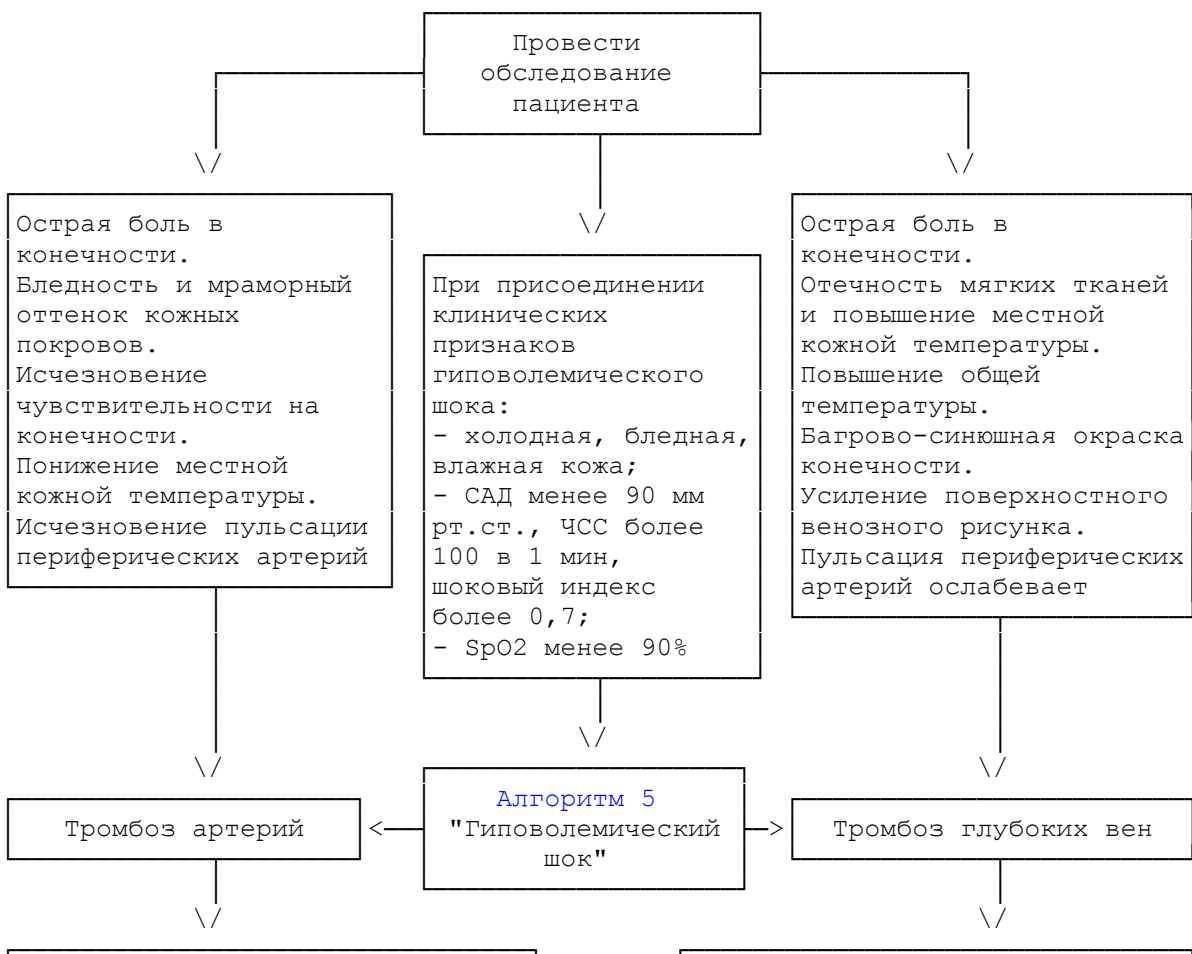 Провести
обследование
пациента
Острая боль в
конечности.
Бледность и мраморный
оттенок кожных
покровов.
Исчезновение
чувствительности на
конечности.
Понижение местной
кожной температуры.
Исчезновение пульсации
периферических артерий
При присоединении
клинических
признаков
гиповолемического
шока:
- холодная, бледная,
влажная кожа;
- САД менее 90 мм
рт.ст., ЧСС более
100 в 1 мин,
шоковый индекс
более 0,7;
- SpO2 менее 90%
Острая боль в
конечности.
Отечность мягких тканей
и повышение местной
кожной температуры.
Повышение общей
температуры.
Багрово-синюшная окраска
конечности.
Усиление поверхностного
венозного рисунка.
Пульсация периферических
артерий ослабевает
Тромбоз артерий
Алгоритм 5
"Гиповолемический
шок"
Тромбоз глубоких вен